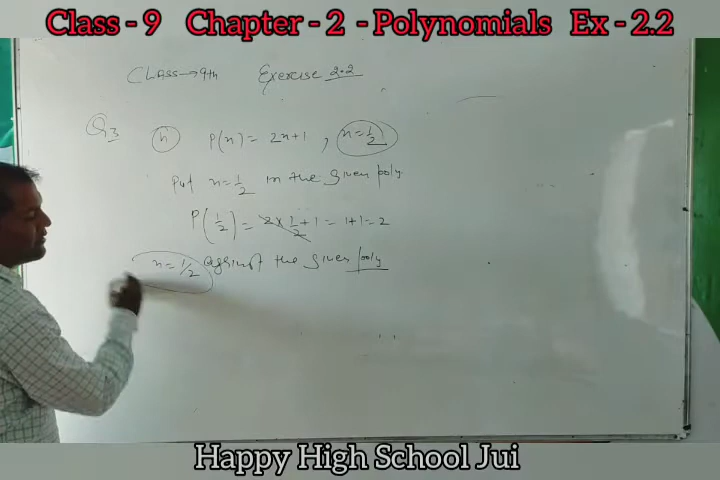 Class - 9 Chapter - 2 - Polynomials Ex - 2.2
CLASS→9th Exercise 2.2
Q3 P(x) = 2x+1 , x=1/2
Put x=1/2 in the given poly
P(1/2) = 2×1/2+1 = 1+1=2
x=1/2 against the given poly
Happy High School Jui